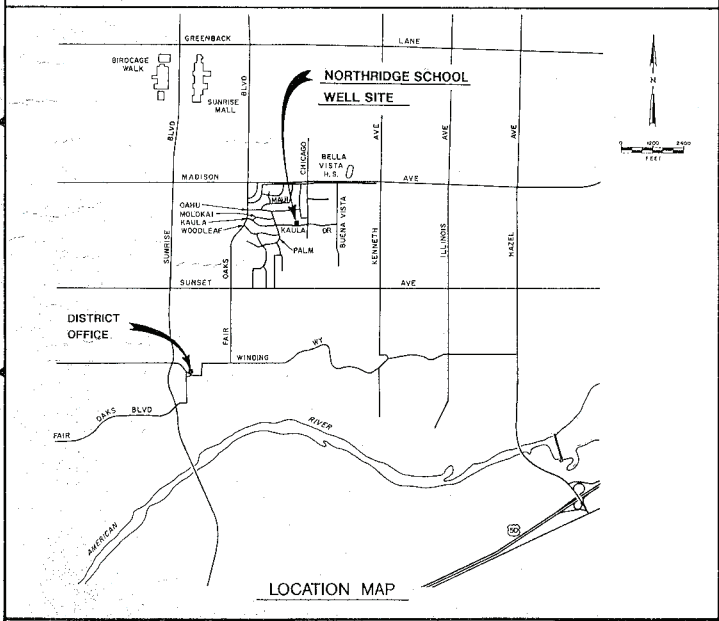 GREENBACK LANE
BIRDCAGE
WALK
SUNRISE
MALL
BLVD
BLVD
NORTHRIDGE SCHOOL
WELL SITE
N
0 1200 2400
FEET
CHICAGO
BELLA
VISTA
H.S.
AVE
AVE
AVE
MADISON AVE
MAUI
OAHU
MOLOKAI
KAULA
WOODLEAF
KAULA DR
PALM
BUENA VISTA
KENNETH
ILLINOIS
HAZEL
SUNRISE
OAKS
FAIR
SUNSET AVE
DISTRICT
OFFICE
WINDING WY
FAIR OAKS BLVD
AMERICAN RIVER
50
LOCATION MAP